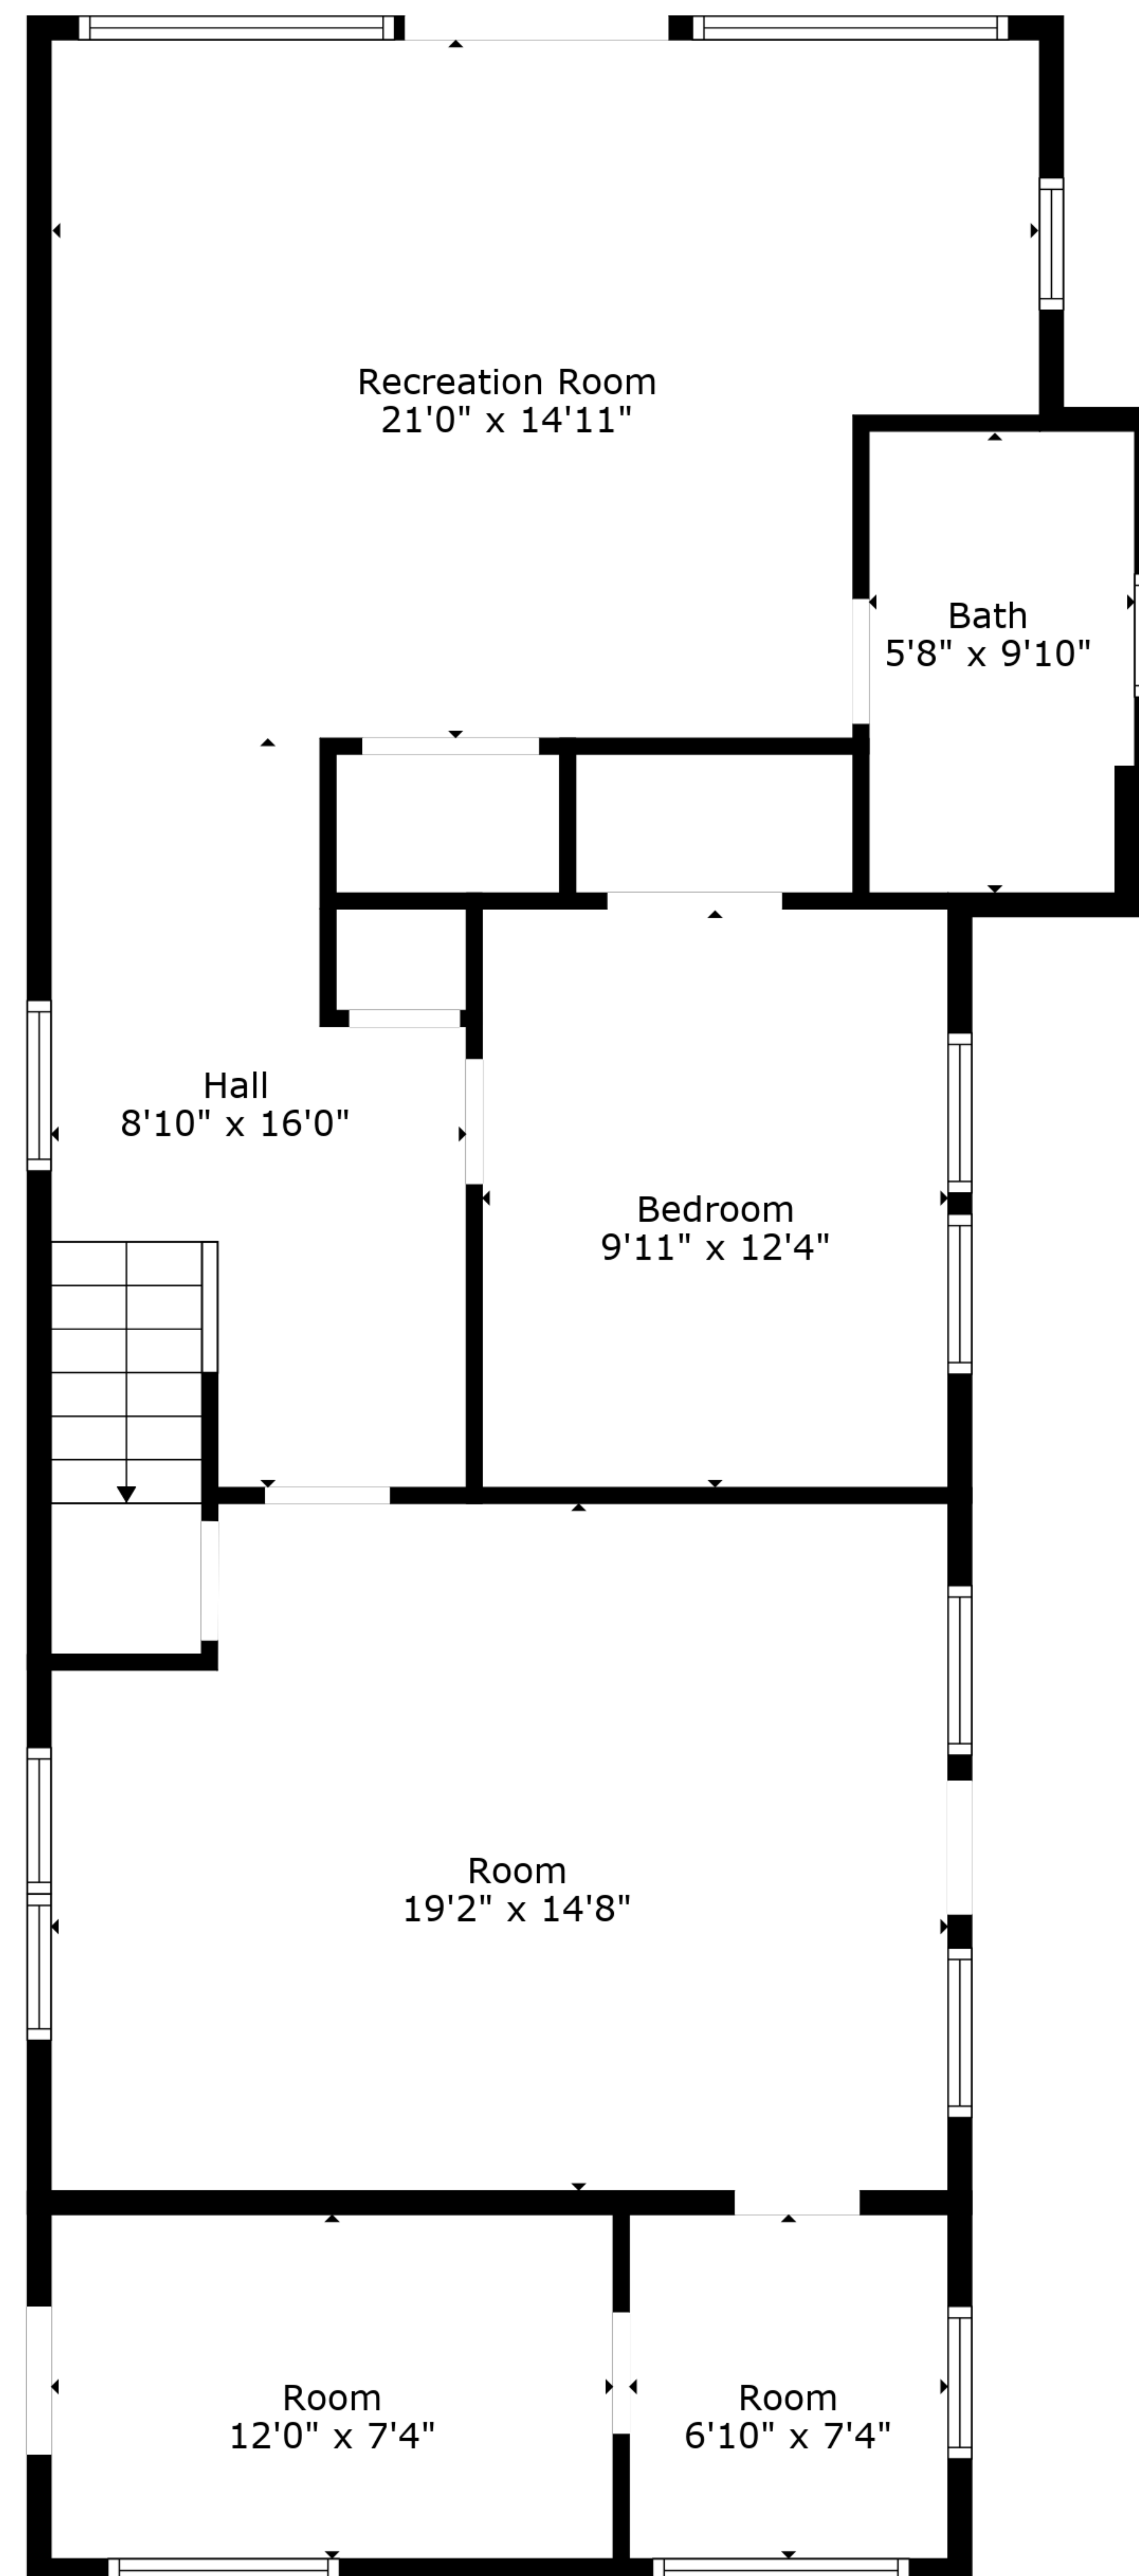 Recreation Room
21'0" x 14'11"
Bath
5'8" x 9'10"
Hall
8'10" x 16'0"
Bedroom
9'11" x 12'4"
Room
19'2" x 14'8"
Room
12'0" x 7'4"
Room
6'10" x 7'4"